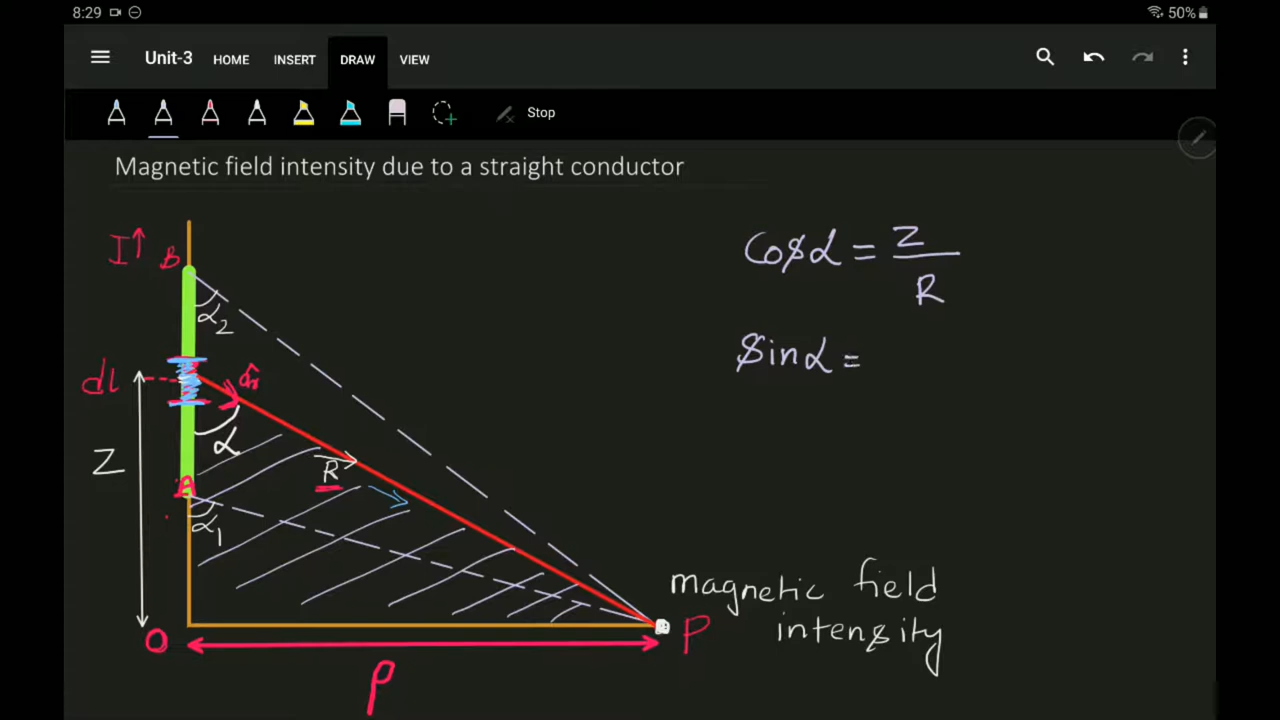 8:29 50%
Unit-3 HOME INSERT DRAW VIEW
Stop
Magnetic field intensity due to a straight conductor
I↑ B
α2
dl
α
Z
R
A
α1
O
P
ρ
Cosα = Z / R
Sinα =
magnetic field
intensity